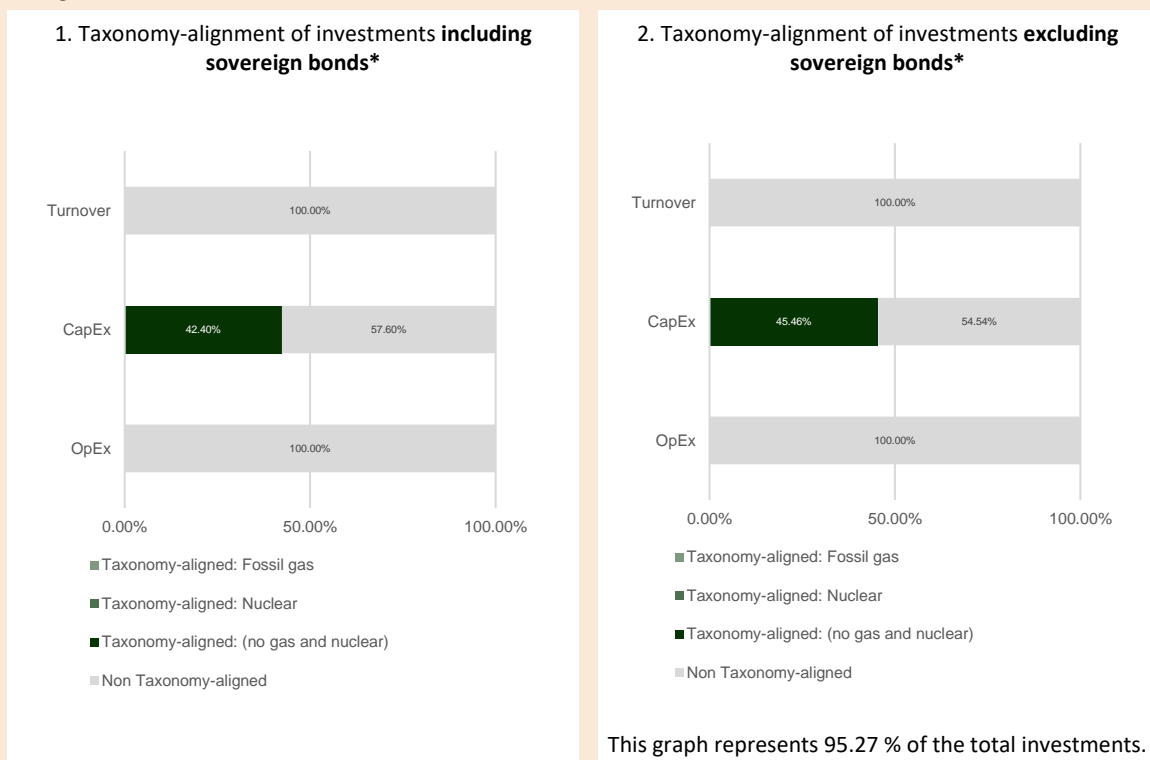 1. Taxonomy-alignment of investments including
sovereign bonds*
Turnover
100.00%
CapEx
42.40%
57.60%
OpEx
100.00%
0.00%
50.00%
100.00%
Taxonomy-aligned: Fossil gas
Taxonomy-aligned: Nuclear
Taxonomy-aligned: (no gas and nuclear)
Non Taxonomy-aligned
2. Taxonomy-alignment of investments excluding
sovereign bonds*
Turnover
100.00%
CapEx
45.46%
54.54%
OpEx
100.00%
0.00%
50.00%
100.00%
Taxonomy-aligned: Fossil gas
Taxonomy-aligned: Nuclear
Taxonomy-aligned: (no gas and nuclear)
Non Taxonomy-aligned
This graph represents 95.27 % of the total investments.